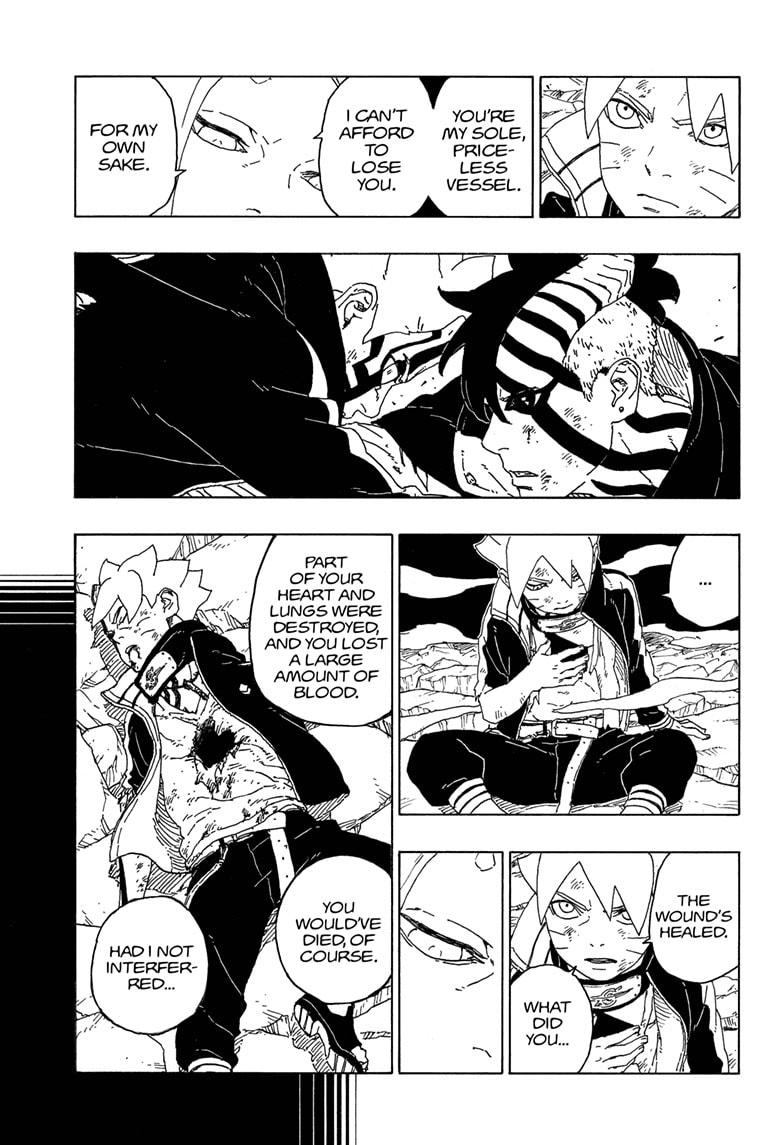 YOU'RE
MY SOLE,
PRICE-
LESS
VESSEL.
I CAN'T
AFFORD
TO
LOSE
YOU.
FOR MY
OWN
SAKE.
...
THE
WOUND'S
HEALED.
WHAT
DID
YOU...
PART
OF YOUR
HEART AND
LUNGS WERE
DESTROYED,
AND YOU LOST
A LARGE
AMOUNT OF
BLOOD.
YOU
WOULD'VE
DIED, OF
COURSE.
HAD I NOT
INTERFER-
RED...